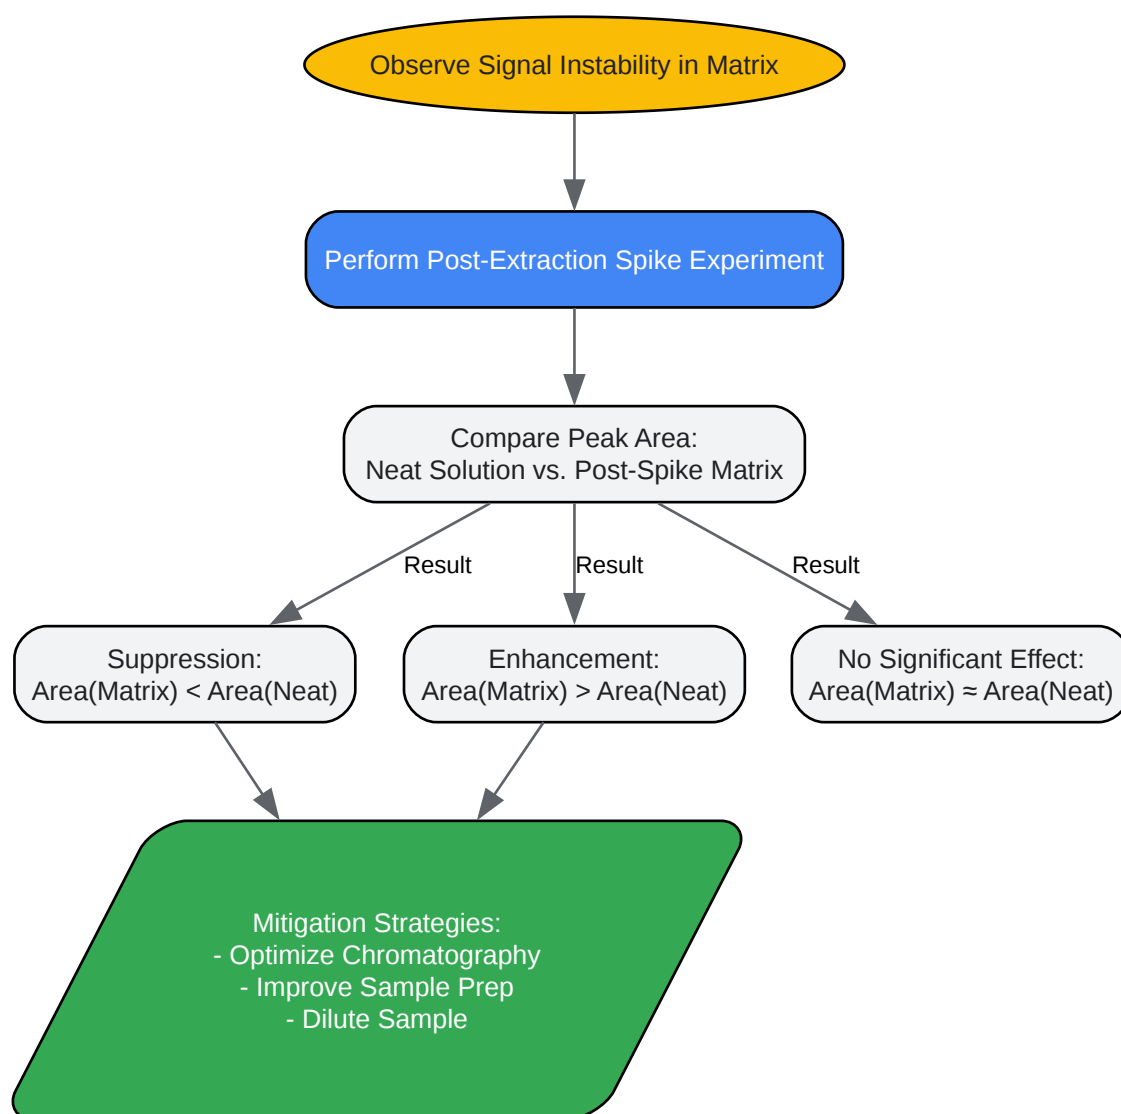 Observe Signal Instability in Matrix
Perform Post-Extraction Spike Experiment
Compare Peak Area:
Neat Solution vs. Post-Spike Matrix
Result
Result
Result
Suppression:
Area(Matrix) < Area(Neat)
Enhancement:
Area(Matrix) > Area(Neat)
No Significant Effect:
Area(Matrix) ≈ Area(Neat)
Mitigation Strategies:
- Optimize Chromatography
- Improve Sample Prep
- Dilute Sample